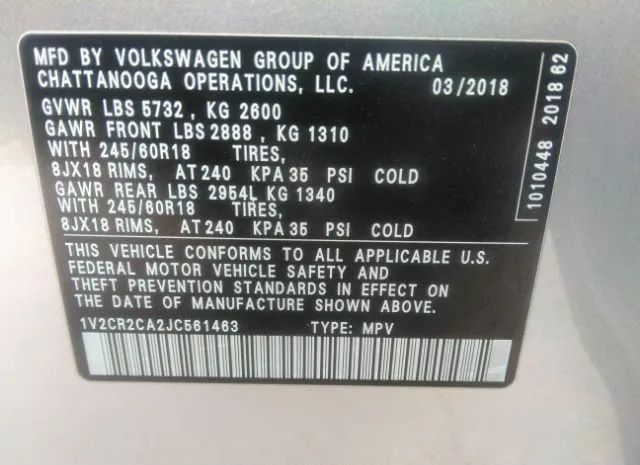 MFD BY VOLKSWAGEN GROUP OF AMERICA
CHATTANOOGA OPERATIONS, LLC. 03/2018
GVWR LBS 5732 , KG 2600
GAWR FRONT LBS 2888 , KG 1310
WITH 245/60R18 TIRES,
8JX18 RIMS, AT 240 KPA 35 PSI COLD
GAWR REAR LBS 2954L KG 1340
WITH 245/60R18 TIRES,
8JX18 RIMS, AT 240 KPA 35 PSI COLD
THIS VEHICLE CONFORMS TO ALL APPLICABLE U.S.
FEDERAL MOTOR VEHICLE SAFETY AND
THEFT PREVENTION STANDARDS IN EFFECT ON
THE DATE OF MANUFACTURE SHOWN ABOVE.
1V2CR2CA2JC561463 TYPE: MPV
1010448 2018 62